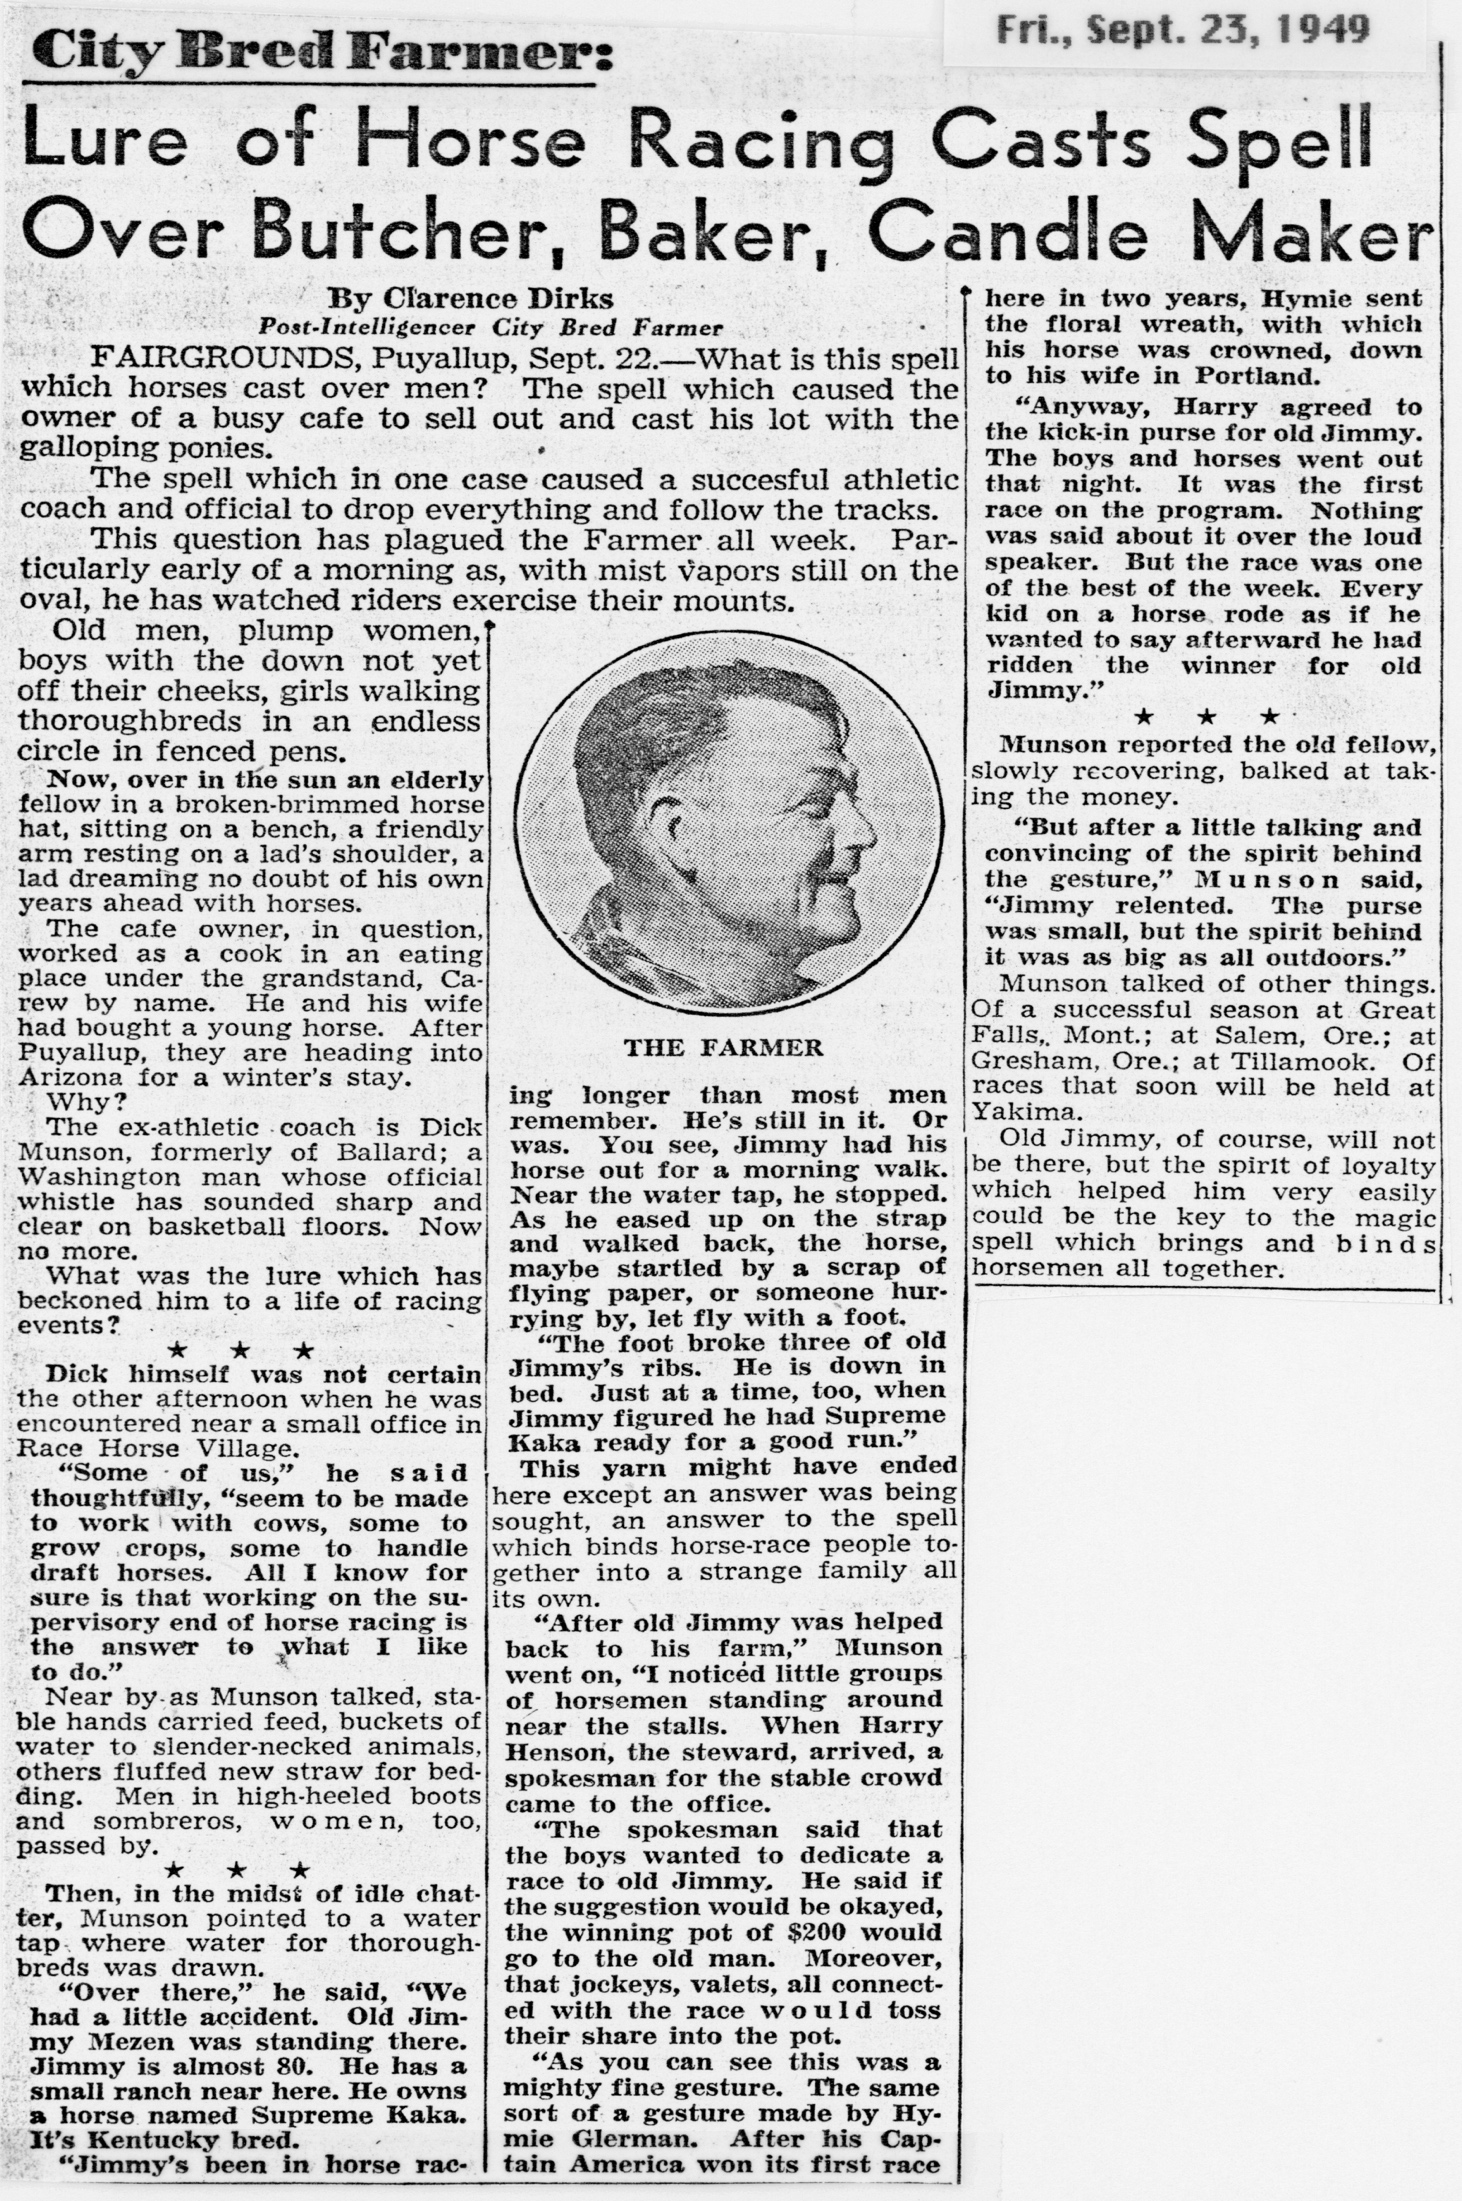 Fri., Sept. 23, 1949
City Bred Farmer:
Lure of Horse Racing Casts Spell
Over Butcher, Baker, Candle Maker
By Clarence Dirks
Post-Intelligencer City Bred Farmer
FAIRGROUNDS, Puyallup, Sept. 22.—What is this spell
which horses cast over men? The spell which caused the
owner of a busy cafe to sell out and cast his lot with the
galloping ponies.
The spell which in one case caused a succesful athletic
coach and official to drop everything and follow the tracks.
This question has plagued the Farmer all week. Par-
ticularly early of a morning as, with mist vapors still on the
oval, he has watched riders exercise their mounts.
Old men, plump women,
boys with the down not yet
off their cheeks, girls walking
thoroughbreds in an endless
circle in fenced pens.
Now, over in the sun an elderly
fellow in a broken-brimmed horse
hat, sitting on a bench, a friendly
arm resting on a lad's shoulder, a
lad dreaming no doubt of his own
years ahead with horses.
The cafe owner, in question,
worked as a cook in an eating
place under the grandstand, Ca-
rew by name. He and his wife
had bought a young horse. After
Puyallup, they are heading into
Arizona for a winter's stay.
Why?
The ex-athletic coach is Dick
Munson, formerly of Ballard; a
Washington man whose official
whistle has sounded sharp and
clear on basketball floors. Now
no more.
What was the lure which has
beckoned him to a life of racing
events?
★ ★ ★
Dick himself was not certain
the other afternoon when he was
encountered near a small office in
Race Horse Village.
“Some of us,” he said
thoughtfully, “seem to be made
to work with cows, some to
grow crops, some to handle
draft horses. All I know for
sure is that working on the su-
pervisory end of horse racing is
the answer to what I like
to do.”
Near by as Munson talked, sta-
ble hands carried feed, buckets of
water to slender-necked animals,
others fluffed new straw for bed-
ding. Men in high-heeled boots
and sombreros, women, too,
passed by.
★ ★ ★
Then, in the midst of idle chat-
ter, Munson pointed to a water
tap where water for thorough-
breds was drawn.
“Over there,” he said, “We
had a little accident. Old Jim-
my Mezen was standing there.
Jimmy is almost 80. He has a
small ranch near here. He owns
a horse named Supreme Kaka.
It's Kentucky bred.
“Jimmy's been in horse rac-
THE FARMER
ing longer than most men
remember. He's still in it. Or
was. You see, Jimmy had his
horse out for a morning walk.
Near the water tap, he stopped.
As he eased up on the strap
and walked back, the horse,
maybe startled by a scrap of
flying paper, or someone hur-
rying by, let fly with a foot.
“The foot broke three of old
Jimmy's ribs. He is down in
bed. Just at a time, too, when
Jimmy figured he had Supreme
Kaka ready for a good run.”
This yarn might have ended
here except an answer was being
sought, an answer to the spell
which binds horse-race people to-
gether into a strange family all
its own.
“After old Jimmy was helped
back to his farm,” Munson
went on, “I noticed little groups
of horsemen standing around
near the stalls. When Harry
Henson, the steward, arrived, a
spokesman for the stable crowd
came to the office.
“The spokesman said that
the boys wanted to dedicate a
race to old Jimmy. He said if
the suggestion would be okayed,
the winning pot of $200 would
go to the old man. Moreover,
that jockeys, valets, all connect-
ed with the race would toss
their share into the pot.
“As you can see this was a
mighty fine gesture. The same
sort of a gesture made by Hy-
mie Glerman. After his Cap-
tain America won its first race
here in two years, Hymie sent
the floral wreath, with which
his horse was crowned, down
to his wife in Portland.
“Anyway, Harry agreed to
the kick-in purse for old Jimmy.
The boys and horses went out
that night. It was the first
race on the program. Nothing
was said about it over the loud
speaker. But the race was one
of the best of the week. Every
kid on a horse rode as if he
wanted to say afterward he had
ridden the winner for old
Jimmy.”
★ ★ ★
Munson reported the old fellow,
slowly recovering, balked at tak-
ing the money.
“But after a little talking and
convincing of the spirit behind
the gesture,” Munson said,
“Jimmy relented. The purse
was small, but the spirit behind
it was as big as all outdoors.”
Munson talked of other things.
Of a successful season at Great
Falls, Mont.; at Salem, Ore.; at
Gresham, Ore.; at Tillamook. Of
races that soon will be held at
Yakima.
Old Jimmy, of course, will not
be there, but the spirit of loyalty
which helped him very easily
could be the key to the magic
spell which brings and binds
horsemen all together.